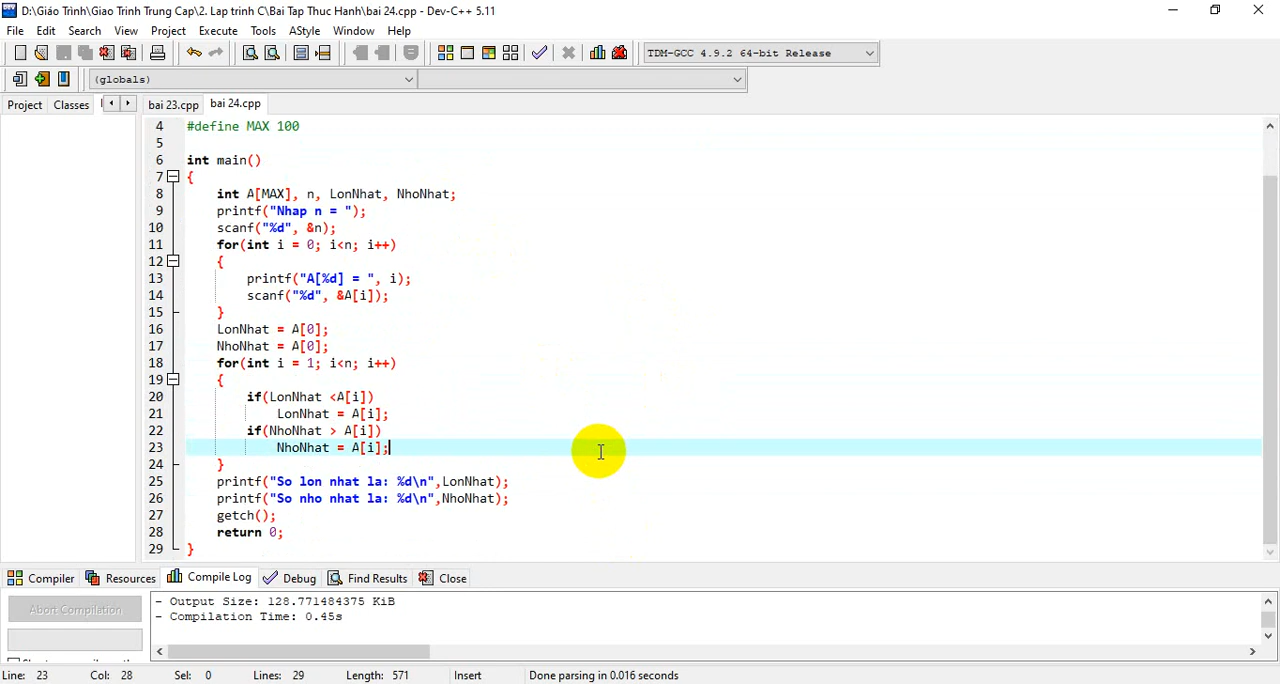 D:\Giáo Trình\Giao Trinh Trung Cap\2. Lap trinh C\Bai Tap Thuc Hanh\bai 24.cpp - Dev-C++ 5.11
File Edit Search View Project Execute Tools AStyle Window Help
TDM-GCC 4.9.2 64-bit Release
(globals)
Project Classes bai 23.cpp bai 24.cpp
4 #define MAX 100
5
6 int main()
7 {
8 int A[MAX], n, LonNhat, NhoNhat;
9 printf("Nhap n = ");
10 scanf("%d", &n);
11 for(int i = 0; i<n; i++)
12 {
13 printf("A[%d] = ", i);
14 scanf("%d", &A[i]);
15 }
16 LonNhat = A[0];
17 NhoNhat = A[0];
18 for(int i = 1; i<n; i++)
19 {
20 if(LonNhat <A[i])
21 LonNhat = A[i];
22 if(NhoNhat > A[i])
23 NhoNhat = A[i];
24 }
25 printf("So lon nhat la: %d\n",LonNhat);
26 printf("So nho nhat la: %d\n",NhoNhat);
27 getch();
28 return 0;
29 }
Compiler Resources Compile Log Debug Find Results Close
Abort Compilation
- Output Size: 128.771484375 KiB
- Compilation Time: 0.45s
Line: 23 Col: 28 Sel: 0 Lines: 29 Length: 571 Insert Done parsing in 0.016 seconds